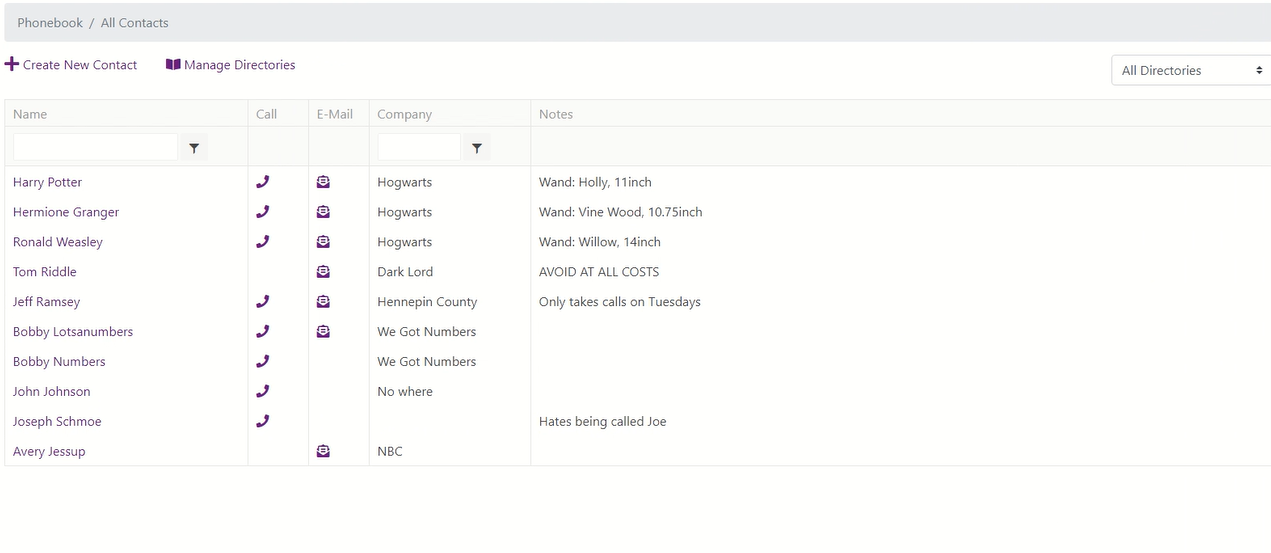 Phonebook / All Contacts
Create New Contact Manage Directories
All Directories
Name Call E-Mail Company Notes
Harry Potter Hogwarts Wand: Holly, 11inch
Hermione Granger Hogwarts Wand: Vine Wood, 10.75inch
Ronald Weasley Hogwarts Wand: Willow, 14inch
Tom Riddle Dark Lord AVOID AT ALL COSTS
Jeff Ramsey Hennepin County Only takes calls on Tuesdays
Bobby Lotsanumbers We Got Numbers
Bobby Numbers We Got Numbers
John Johnson No where
Joseph Schmoe Hates being called Joe
Avery Jessup NBC